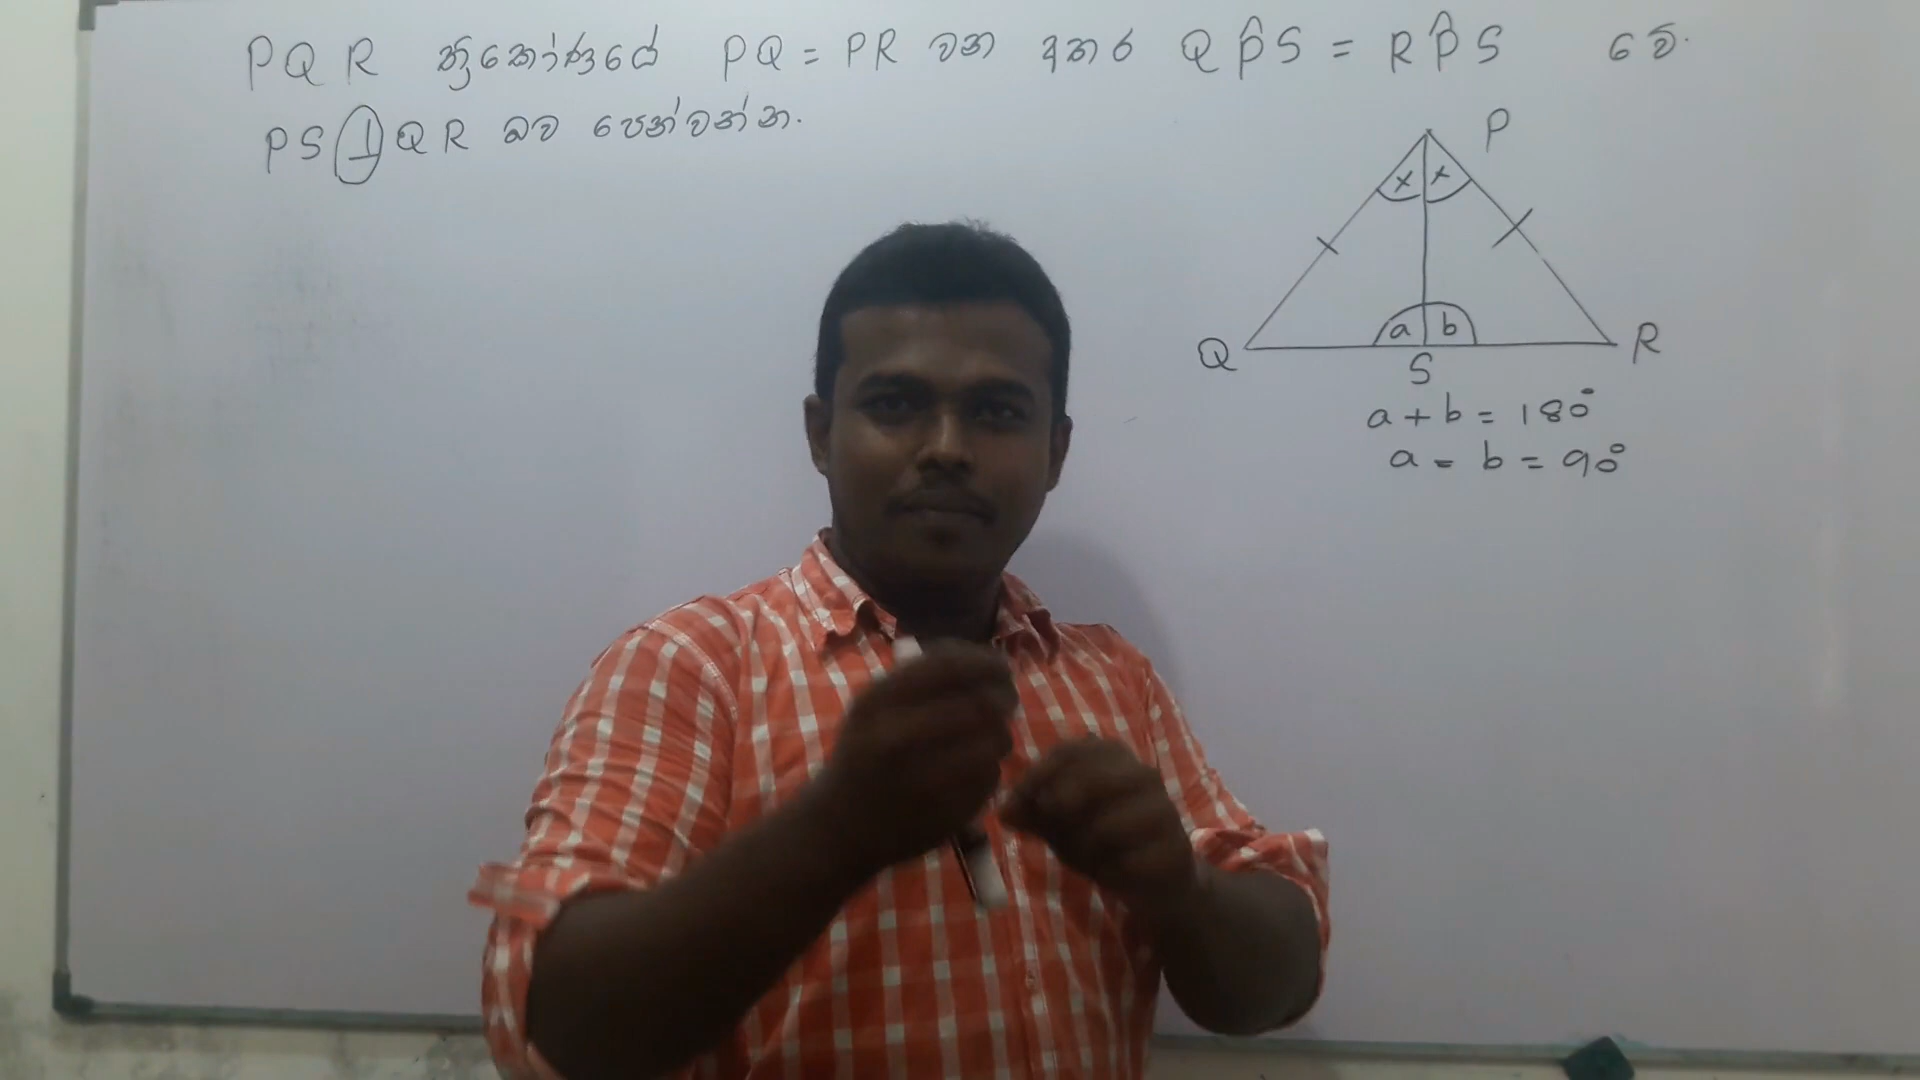 PQR ත්‍රිකෝණයේ PQ = PR වන අතර QP̂S = RP̂S වේ.
PS ⊥ QR බව පෙන්වන්න.
P
x x
a b
Q S R
a + b = 180°
a = b = 90°